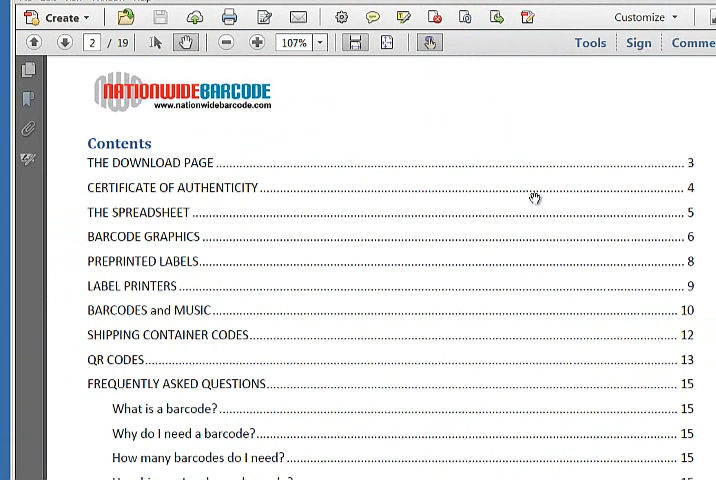 Create
Customize
2 / 19
107%
Tools
Sign
Comme
NATIONWIDEBARCODE
www.nationwidebarcode.com
Contents
THE DOWNLOAD PAGE 3
CERTIFICATE OF AUTHENTICITY 4
THE SPREADSHEET 5
BARCODE GRAPHICS 6
PREPRINTED LABELS 8
LABEL PRINTERS 9
BARCODES and MUSIC 10
SHIPPING CONTAINER CODES 12
QR CODES 13
FREQUENTLY ASKED QUESTIONS 15
What is a barcode? 15
Why do I need a barcode? 15
How many barcodes do I need? 15